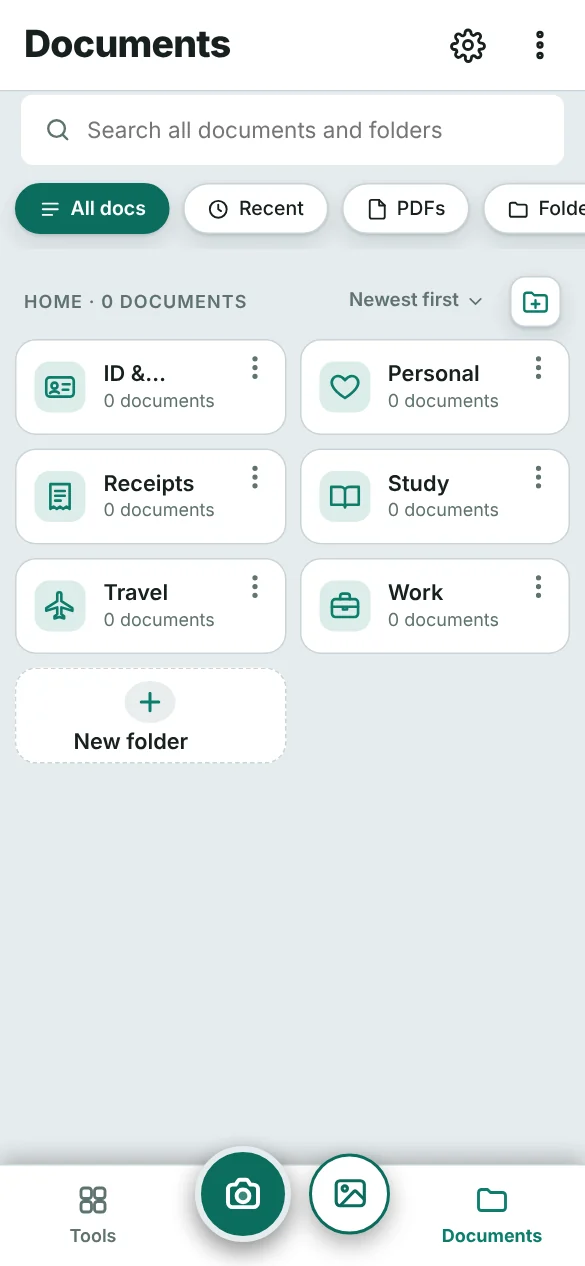 Documents
Search all documents and folders
All docs
Recent
PDFs
Folde
HOME · 0 DOCUMENTS
Newest first
ID &...
0 documents
Personal
0 documents
Receipts
0 documents
Study
0 documents
Travel
0 documents
Work
0 documents
New folder
Tools
Documents